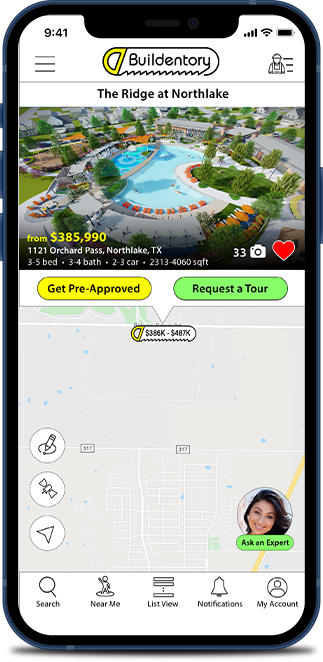 9:41
Buildentory
The Ridge at Northlake
from $385,990
1121 Orchard Pass, Northlake, TX
3-5 bed • 3-4 bath • 2-3 car • 2313-4060 sqft
33
Get Pre-Approved
Request a Tour
$386K - $487K
317
317
Ask an Expert
Search
Near Me
List View
Notifications
My Account